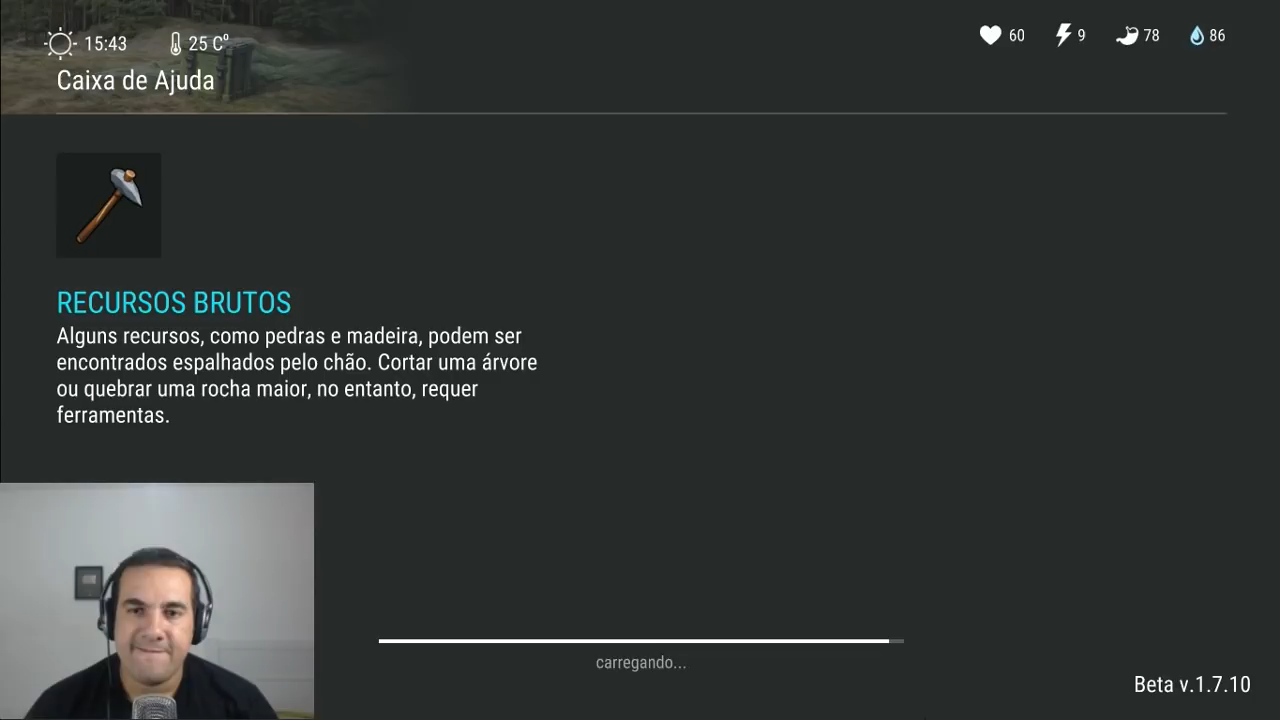 15:43
25 Cº
60
9
78
86
Caixa de Ajuda
RECURSOS BRUTOS
Alguns recursos, como pedras e madeira, podem ser
encontrados espalhados pelo chão. Cortar uma árvore
ou quebrar uma rocha maior, no entanto, requer
ferramentas.
carregando...
Beta v.1.7.10